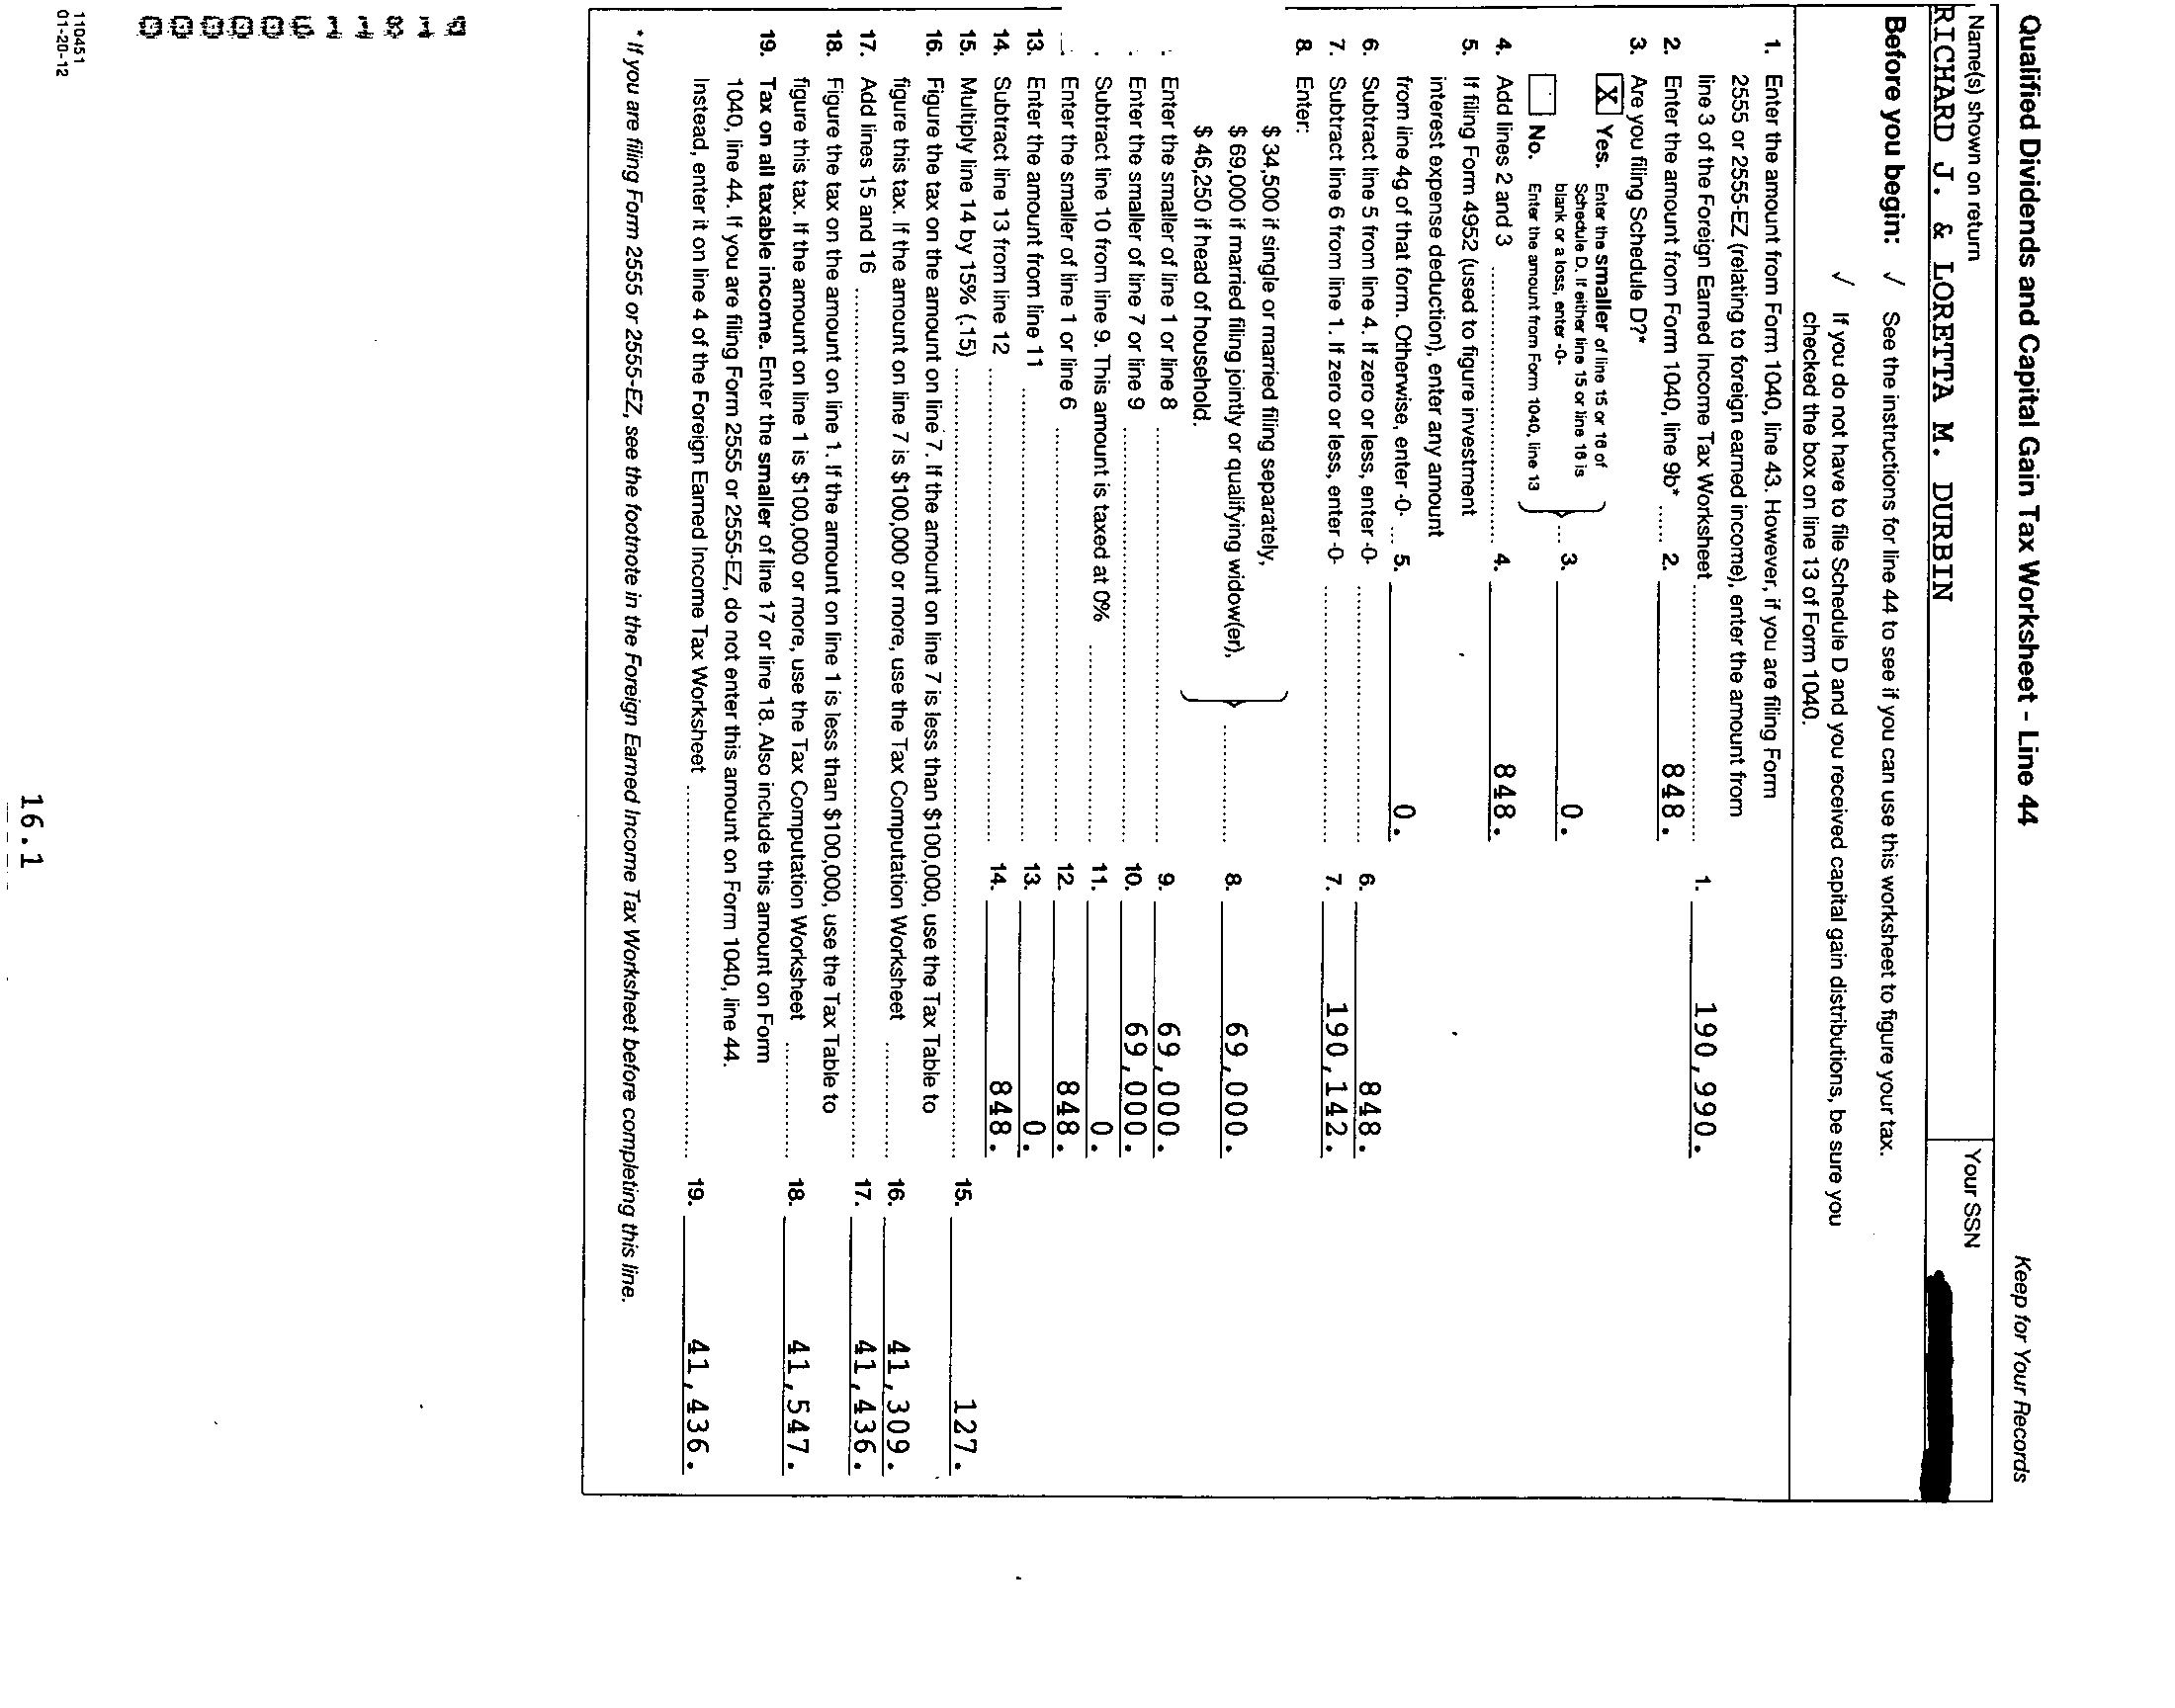 Qualified Dividends and Capital Gain Tax Worksheet - Line 44 Keep for Your Records
Name(s) shown on return Your SSN
RICHARD J. & LORETTA M. DURBIN
Before you begin: √ See the instructions for line 44 to see if you can use this worksheet to figure your tax.
√ If you do not have to file Schedule D and you received capital gain distributions, be sure you
checked the box on line 13 of Form 1040.
1. Enter the amount from Form 1040, line 43. However, if you are filing Form
2555 or 2555-EZ (relating to foreign earned income), enter the amount from
line 3 of the Foreign Earned Income Tax Worksheet 1. 190,990.
2. Enter the amount from Form 1040, line 9b* 2. 848.
3. Are you filing Schedule D?*
X Yes. Enter the smaller of line 15 or 16 of
Schedule D. If either line 15 or line 16 is
blank or a loss, enter -0-
3. 0.
No. Enter the amount from Form 1040, line 13
4. Add lines 2 and 3 4. 848.
5. If filing Form 4952 (used to figure investment
interest expense deduction), enter any amount
from line 4g of that form. Otherwise, enter -0- 5. 0.
6. Subtract line 5 from line 4. If zero or less, enter -0- 6. 848.
7. Subtract line 6 from line 1. If zero or less, enter -0- 7. 190,142.
8. Enter:
$ 34,500 if single or married filing separately,
$ 69,000 if married filing jointly or qualifying widow(er), 8. 69,000.
$ 46,250 if head of household.
Enter the smaller of line 1 or line 8 9. 69,000.
Enter the smaller of line 7 or line 9 10. 69,000.
Subtract line 10 from line 9. This amount is taxed at 0% 11. 0.
Enter the smaller of line 1 or line 6 12. 848.
13. Enter the amount from line 11 13. 0.
14. Subtract line 13 from line 12 14. 848.
15. Multiply line 14 by 15% (.15) 15. 127.
16. Figure the tax on the amount on line 7. If the amount on line 7 is less than $100,000, use the Tax Table to
figure this tax. If the amount on line 7 is $100,000 or more, use the Tax Computation Worksheet 16. 41,309.
17. Add lines 15 and 16 17. 41,436.
18. Figure the tax on the amount on line 1. If the amount on line 1 is less than $100,000, use the Tax Table to
figure this tax. If the amount on line 1 is $100,000 or more, use the Tax Computation Worksheet 18. 41,547.
19. Tax on all taxable income. Enter the smaller of line 17 or line 18. Also include this amount on Form
1040, line 44. If you are filing Form 2555 or 2555-EZ, do not enter this amount on Form 1040, line 44.
Instead, enter it on line 4 of the Foreign Earned Income Tax Worksheet 19. 41,436.
* If you are filing Form 2555 or 2555-EZ, see the footnote in the Foreign Earned Income Tax Worksheet before completing this line.
110451
01-20-12
16.1